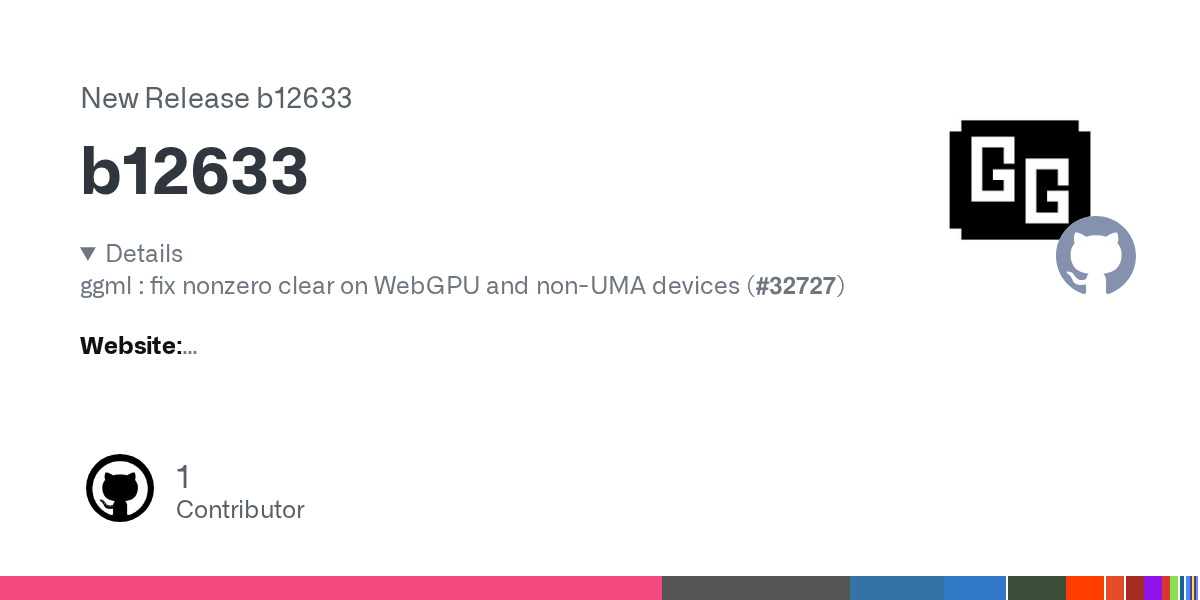 New Release b12633
b12633
▼ Details
ggml : fix nonzero clear on WebGPU and non-UMA devices (#32727)
Website:...
GG
1
Contributor